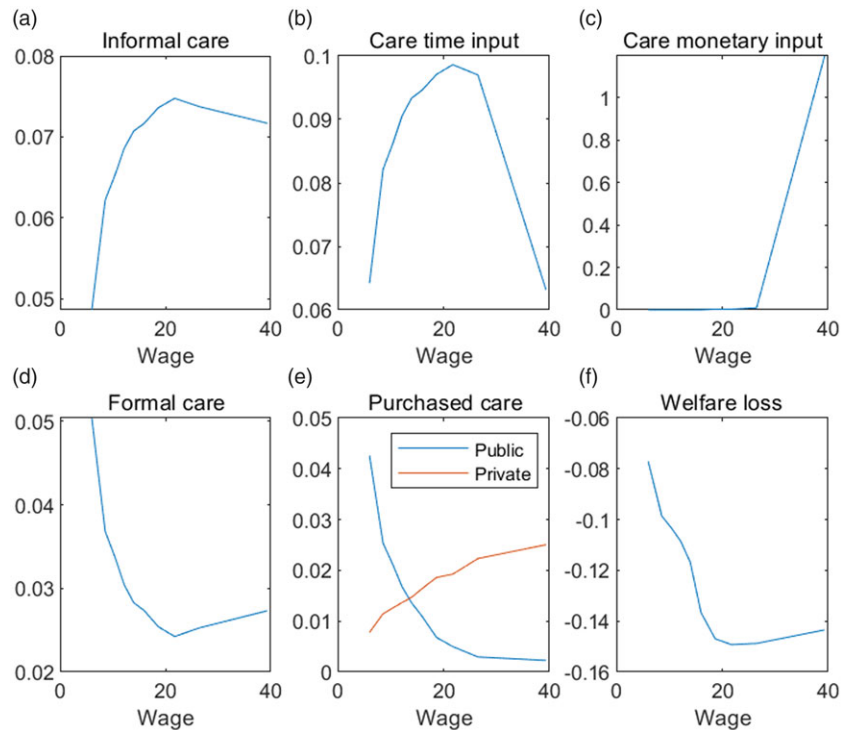 (a)
Informal care
0.08
0.07
0.06
0.05
0
20
40
Wage
(b)
Care time input
0.1
0.09
0.08
0.07
0.06
0
20
40
Wage
(c)
Care monetary input
1
0.8
0.6
0.4
0.2
0
0
20
40
Wage
(d)
Formal care
0.05
0.04
0.03
0.02
0
20
40
Wage
(e)
Purchased care
0.05
0.04
0.03
0.02
0.01
0
Public
Private
0
20
40
Wage
(f)
Welfare loss
-0.06
-0.08
-0.1
-0.12
-0.14
-0.16
0
20
40
Wage